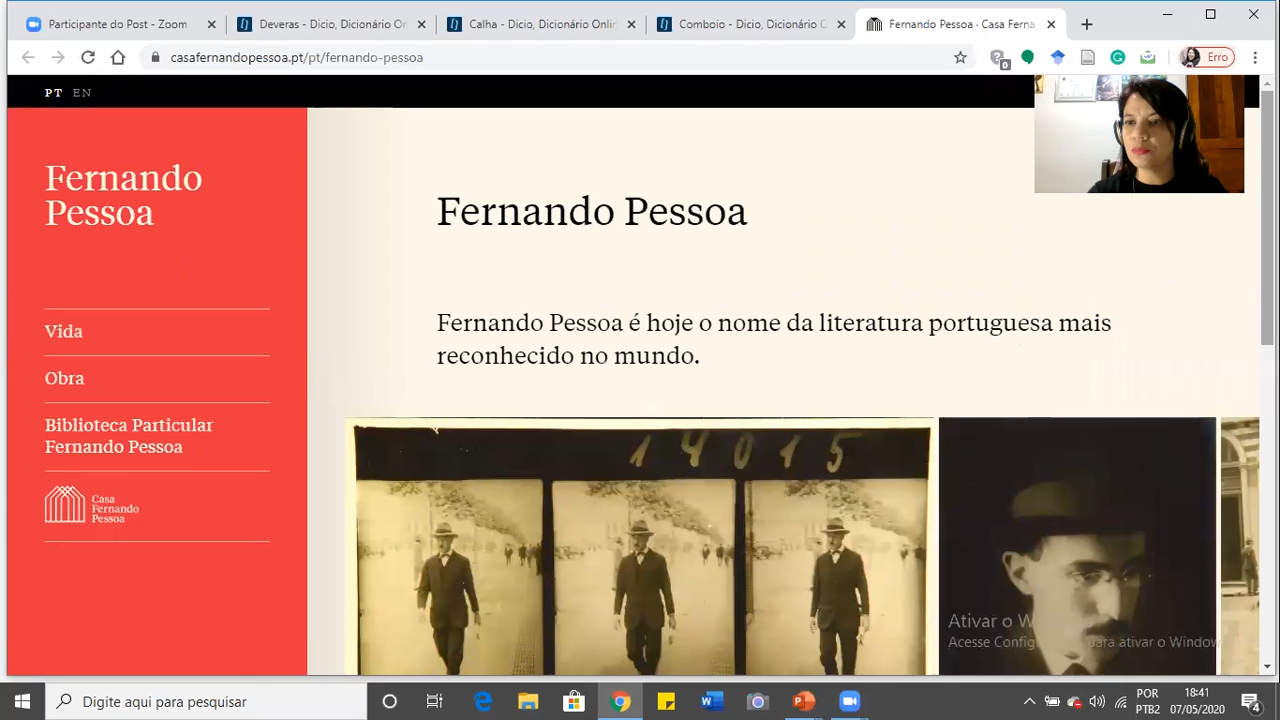 Participante do Post - Zoom
Deveras - Dicio, Dicionário On
Calha - Dicio, Dicionário Onlin
Comboio - Dicio, Dicionário O
Fernando Pessoa - Casa Ferna
casafernandopessoa.pt/pt/fernando-pessoa
0
Erro
PT EN
Fernando
Pessoa
Vida
Obra
Biblioteca Particular
Fernando Pessoa
Casa
Fernando
Pessoa
Fernando Pessoa
Fernando Pessoa é hoje o nome da literatura portuguesa mais
reconhecido no mundo.
14015
Ativar o W
Acesse Config para ativar o Window
Digite aqui para pesquisar
POR
PTB2
18:41
07/05/2020
4